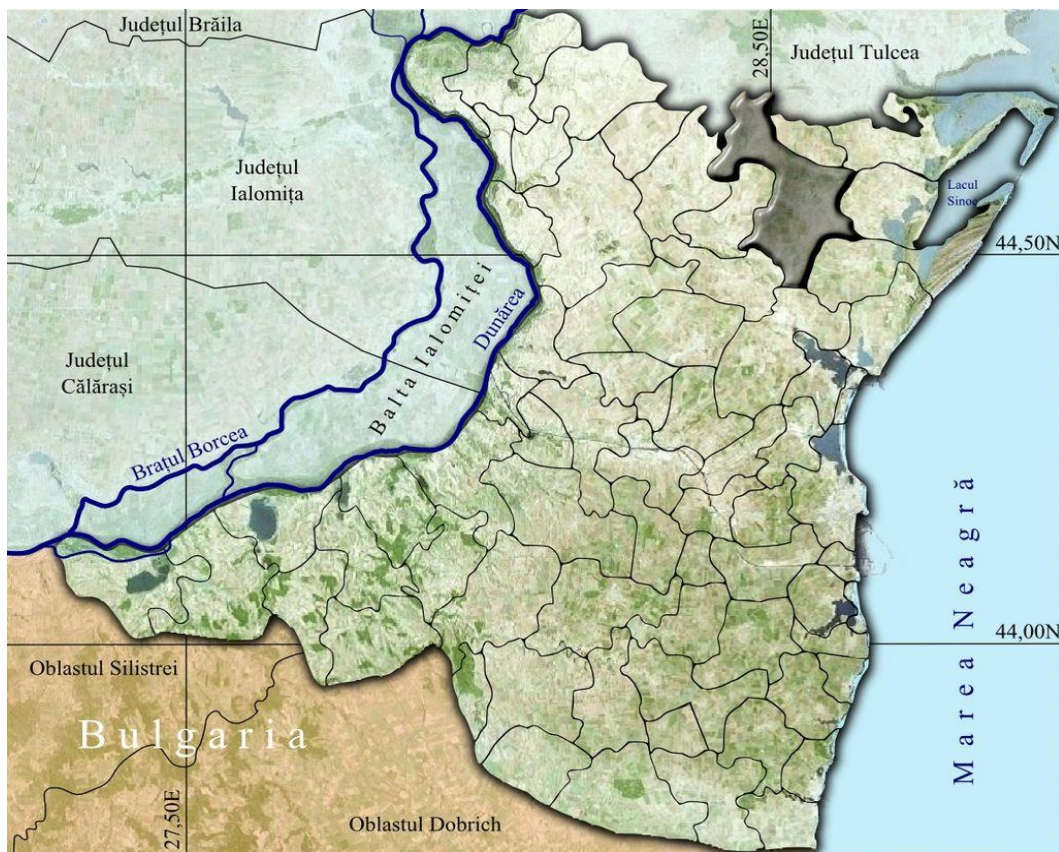 Județul Brăila
28,50E
Județul Tulcea
Județul
Ialomița
Lacul
Sinoe
44,50N
Balta Ialomiței
Dunărea
Județul
Călărași
Brațul Borcea
Marea Neagră
44,00N
Oblastul Silistrei
Bulgaria
27,50E
Oblastul Dobrich